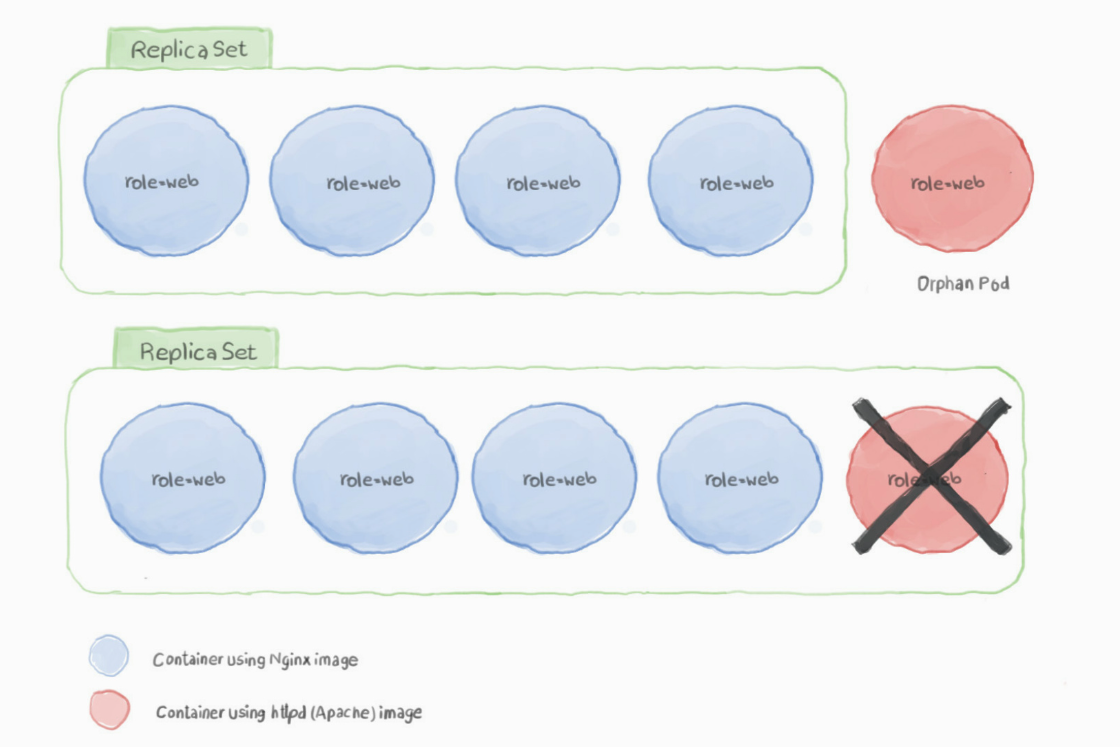 Replica Set
role=web
role=web
role=web
role=web
role=web
Orphan Pod
Replica Set
role=web
role=web
role=web
role=web
role=web
Container using Nginx image
Container using httpd (Apache) image